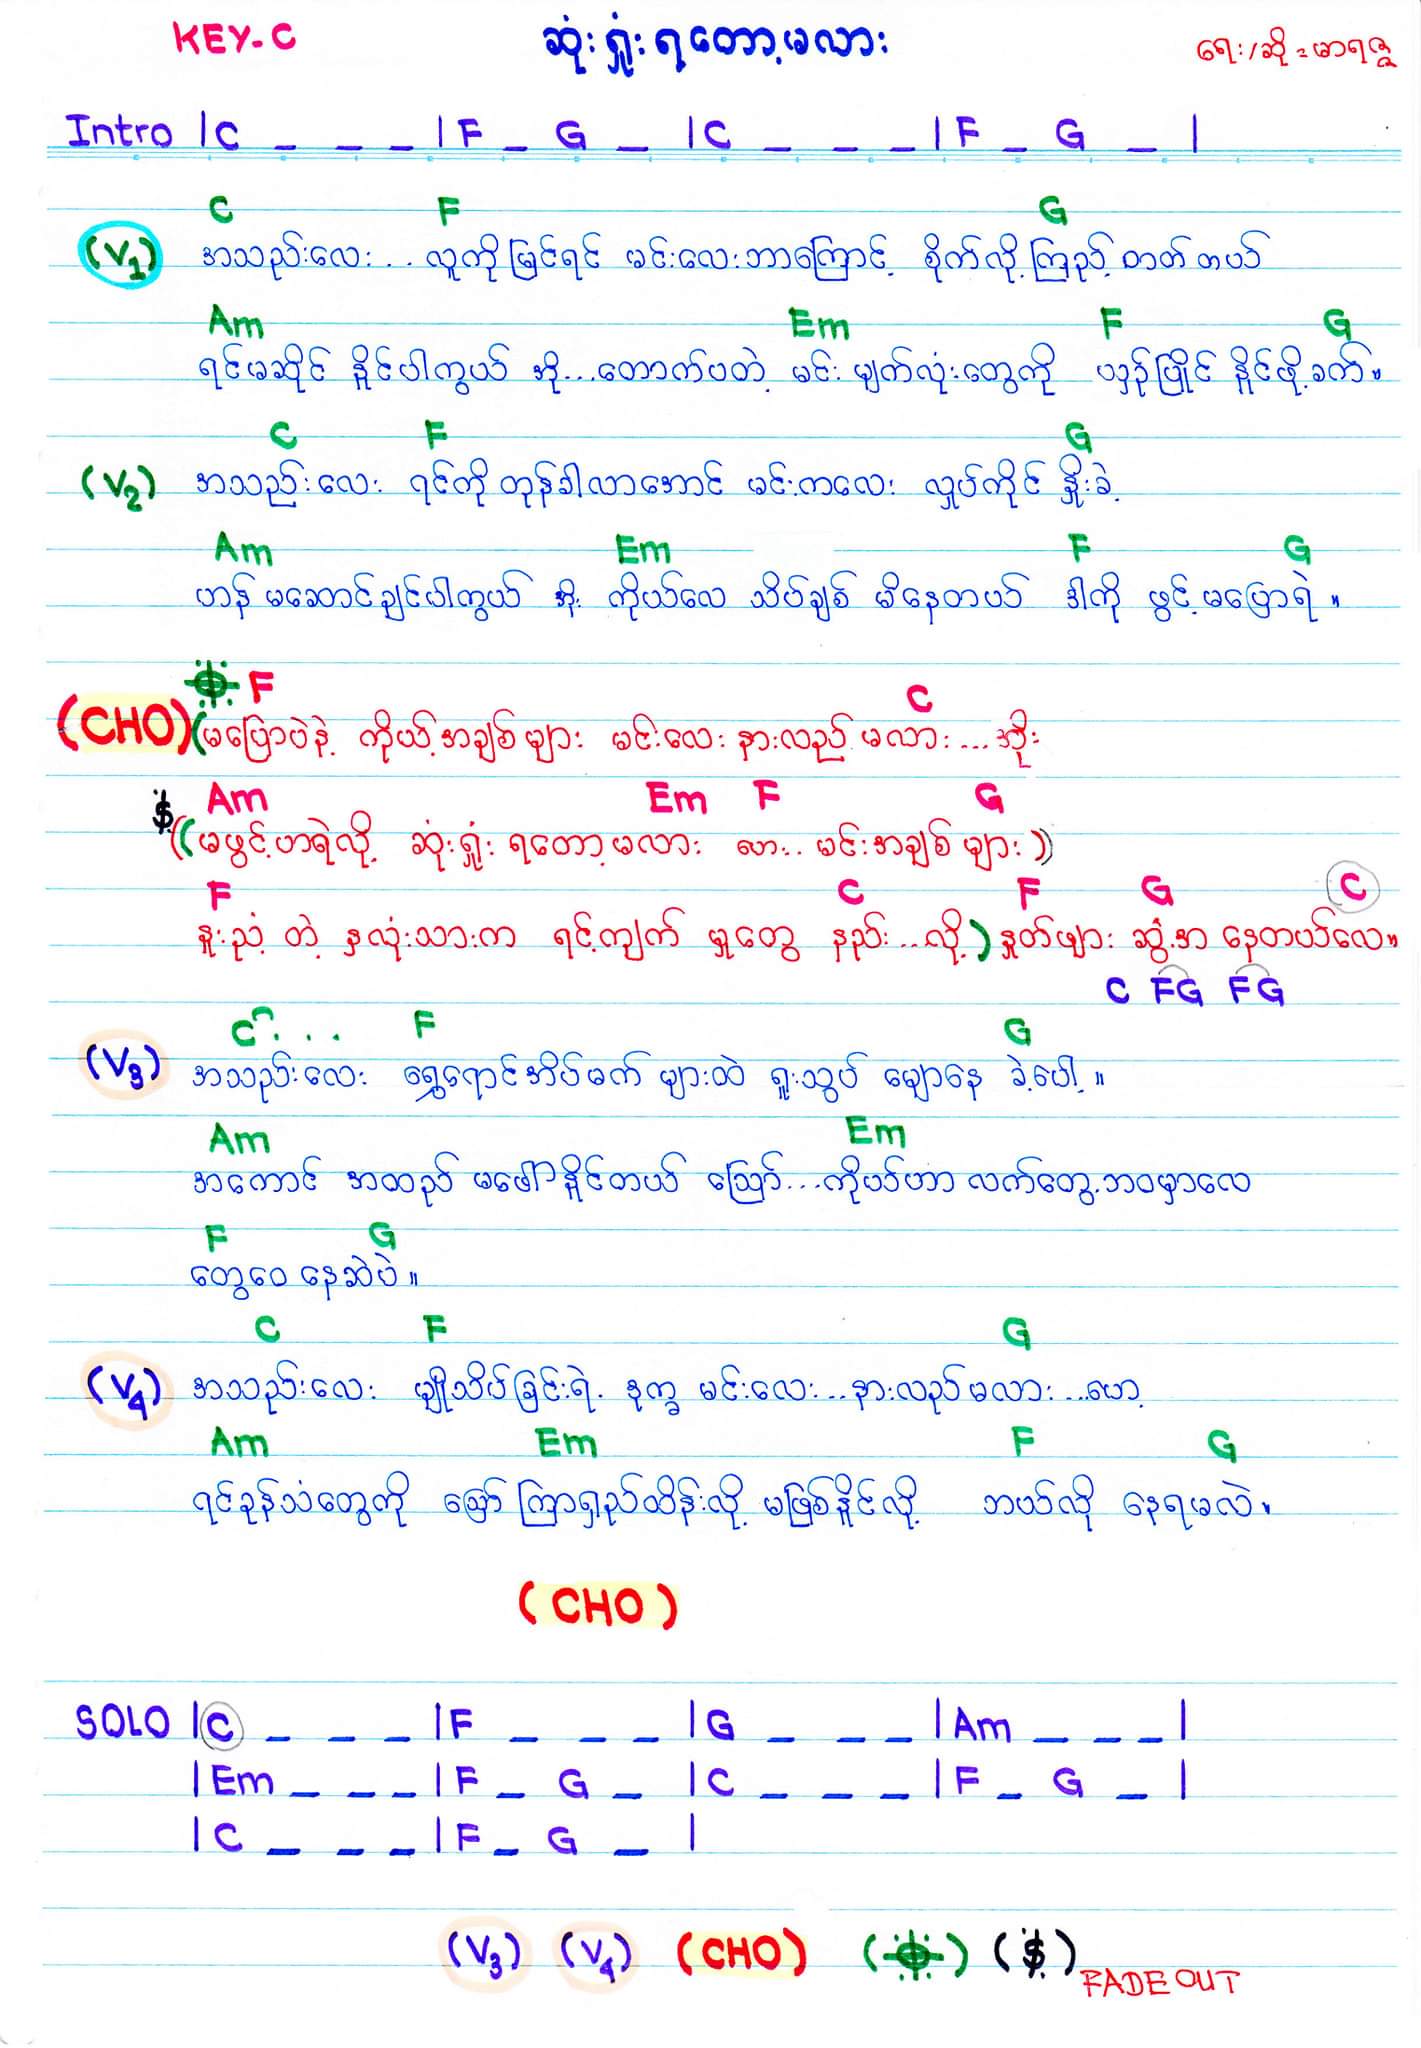 KEY-C ဆုံးရှုံးရတော့မလား ရေး/ဆို = မာရဇ္ဇ
Intro |C _ _ _ |F _ G _ |C _ _ _ |F _ G _ |
C F G
(V1) အသည်းလေး... လူကိုမြင်ရင် မင်းလေးဘာကြောင့် စိုက်လို့ကြည့်တတ်တယ်
Am Em F G
ရင်မဆိုင် နိုင်ပါကွယ် အို...တောက်ပတဲ့ မင်းမျက်လုံးတွေကို ယှဉ်ပြိုင်နိုင်ဖို့ခက်။
C F G
(V2) အသည်းလေး ရင်ကိုတုန်ခါလာအောင် မင်းကလေး လှုပ်ကိုင်နှိုးခဲ့
Am Em F G
ဟန်မဆောင်ချင်ပါကွယ် အိုး ကိုယ်လေ သိပ်ချစ်မိနေတယ် ဒါကို ဖွင့်မပြောရဲ။
F C
(CHO) (မပြောပဲနဲ့ ကိုယ့်အချစ်များ မင်းလေးနားလည်မလား... အိုး
Am Em F G
$ ((မဖွင့်ဟရဲလို့ ဆုံးရှုံးရတော့မလား ဟေး.. မင်းအချစ်များ))
F C F G C
နူးညံ့တဲ့ နှလုံးသားက ရင့်ကျက်မှုတွေ နည်း...လို့) နှုတ်ဖျား ဆွံ့အနေတယ်လေ။
C FG FG
C... F G
(V3) အသည်းလေး ရွှေရောင်အိပ်မက်များထဲ ရူးသွပ်မျောနေခဲ့ပေါ့။
Am Em
အကောင်အထည်မဖေါ်နိုင်တယ် သြော်...ကိုယ်ဟာ လက်တွေ့ဘဝမှာလေ
F G
တွေဝေနေဆဲပဲ။
C F G
(V4) အသည်းလေး မျိုသိပ်ခြင်းရဲ့ ဒုက္ခ မင်းလေး...နားလည်မလား...ဟော့
Am Em F G
ရင်ခုန်သံတွေကို သြော် ကြာရှည်ထိန်းလို့မဖြစ်နိုင်လို့ ဘယ်လိုနေရမလဲ။
(CHO)
SOLO |C _ _ _ |F _ _ _ |G _ _ _ |Am _ _ _ |
|Em _ _ _ |F _ G _ |C _ _ _ |F _ G _ |
|C _ _ _ |F _ G _ |
(V3) (V4) (CHO) ( ) ($) FADE OUT